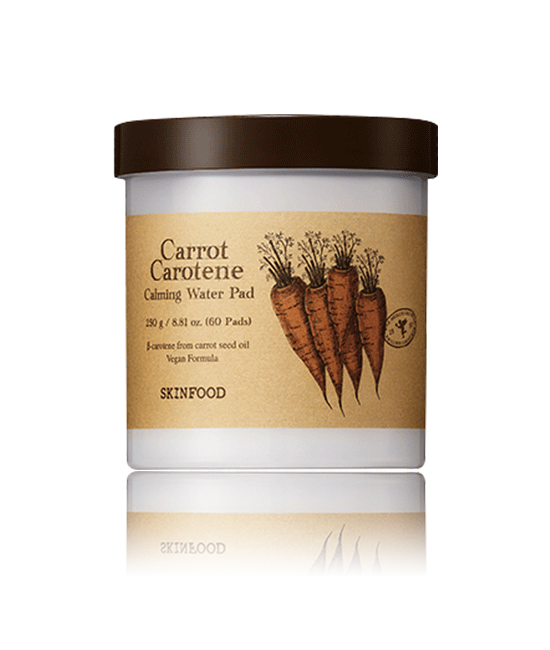 Carrot
Carotene
Calming Water Pad
250 g / 8.81 oz. (60 Pads)
β-carotene from carrot seed oil
Vegan Formula
SKINFOOD
SKINFOOD